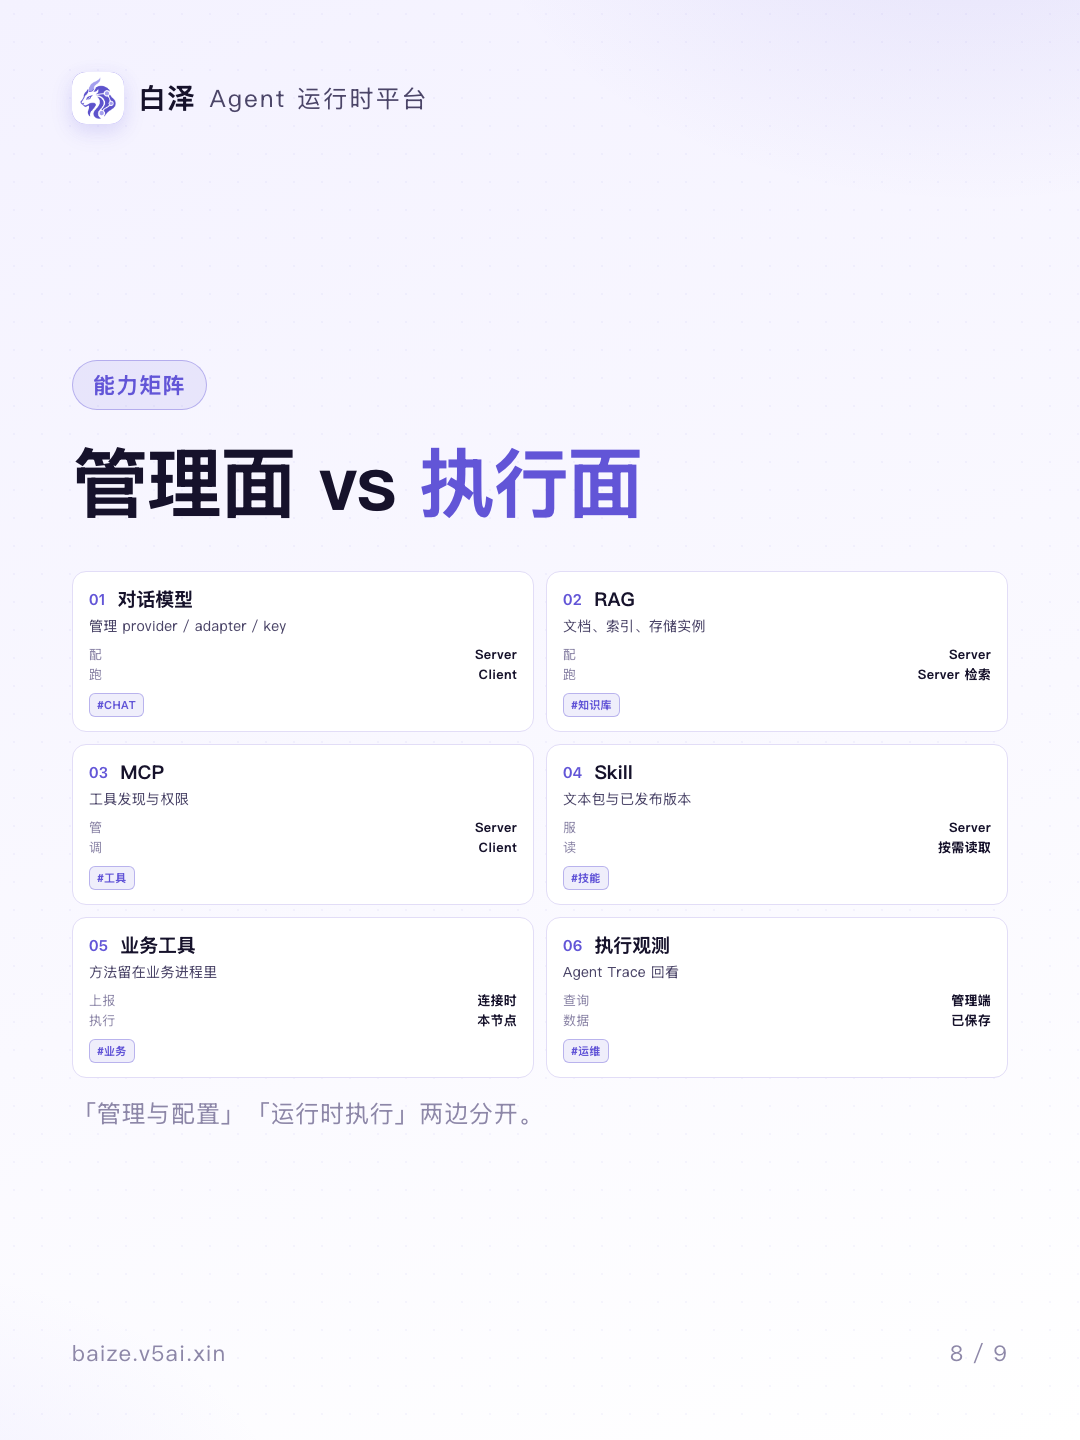 白泽 Agent 运行时平台
能力矩阵
管理面 vs 执行面
01 对话模型
管理 provider / adapter / key
配 Server
跑 Client
#CHAT
02 RAG
文档、索引、存储实例
配 Server
跑 Server 检索
#知识库
03 MCP
工具发现与权限
管 Server
调 Client
#工具
04 Skill
文本包与已发布版本
服 Server
读 按需读取
#技能
05 业务工具
方法留在业务进程里
上报 连接时
执行 本节点
#业务
06 执行观测
Agent Trace 回看
查询 管理端
数据 已保存
#运维
「管理与配置」「运行时执行」两边分开。
baize.v5ai.xin
8 / 9